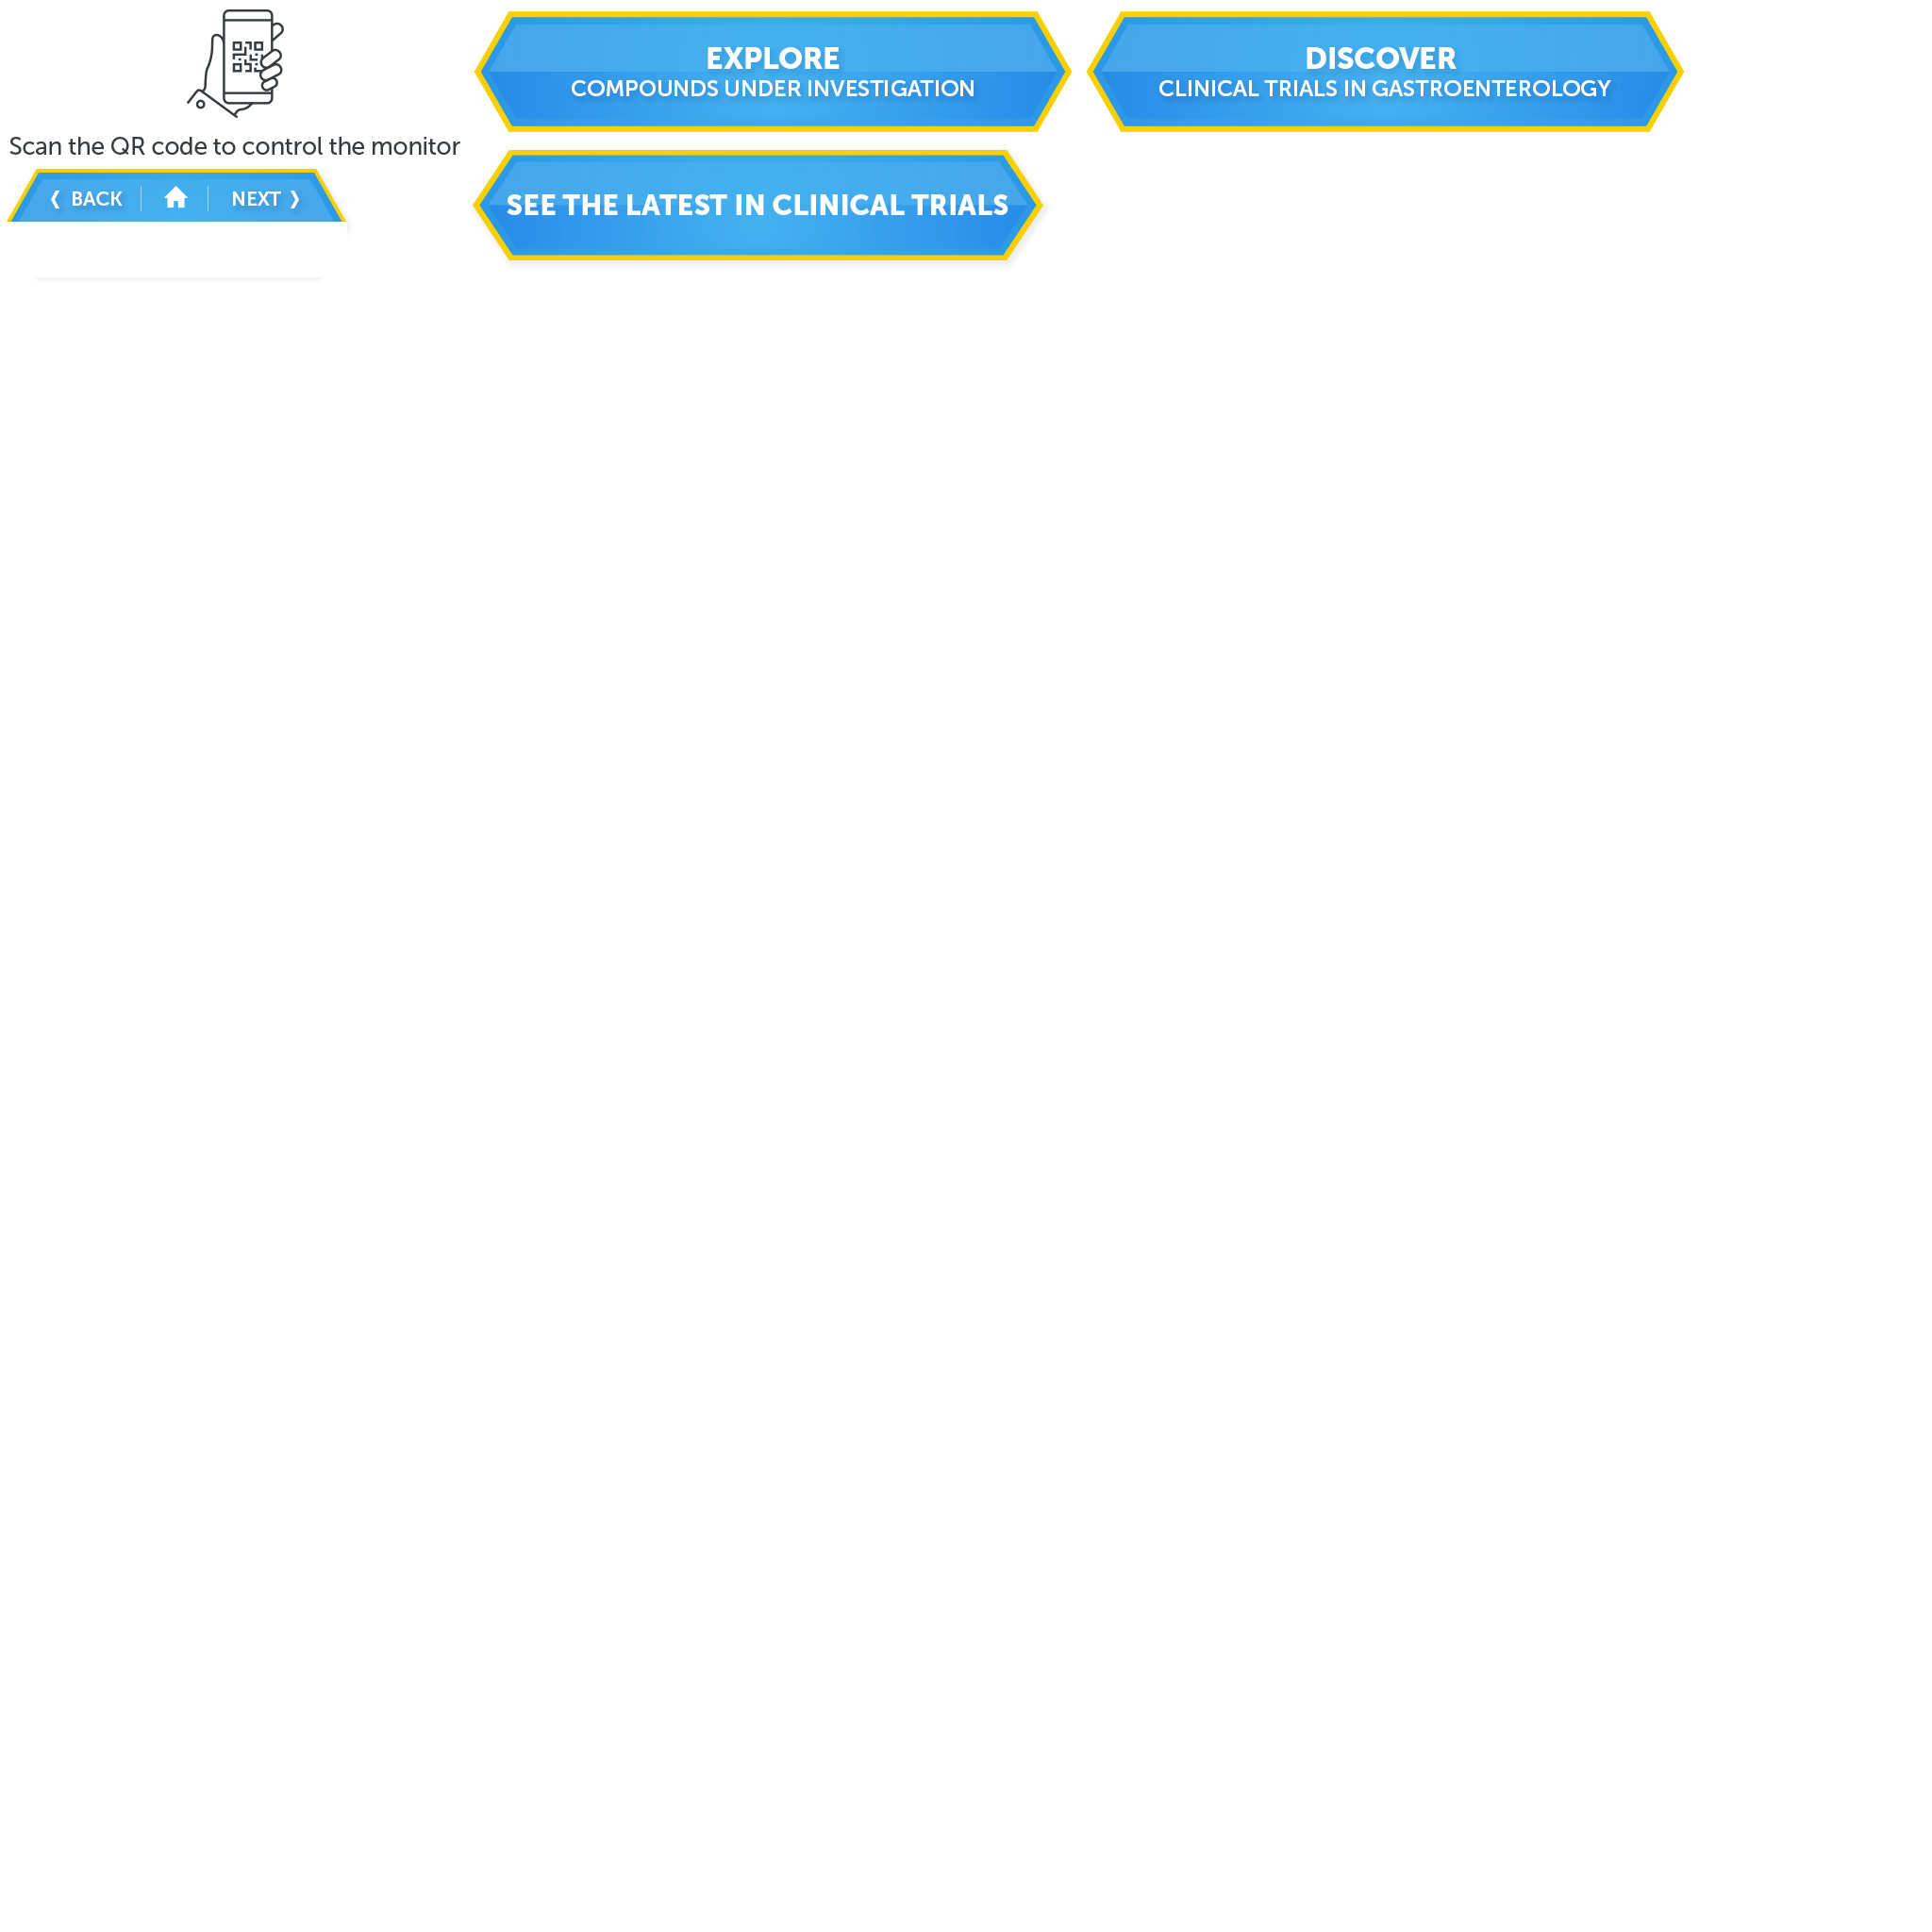 Scan the QR code to control the monitor
❮ BACK
NEXT ❯
EXPLORE
COMPOUNDS UNDER INVESTIGATION
DISCOVER
CLINICAL TRIALS IN GASTROENTEROLOGY
SEE THE LATEST IN CLINICAL TRIALS